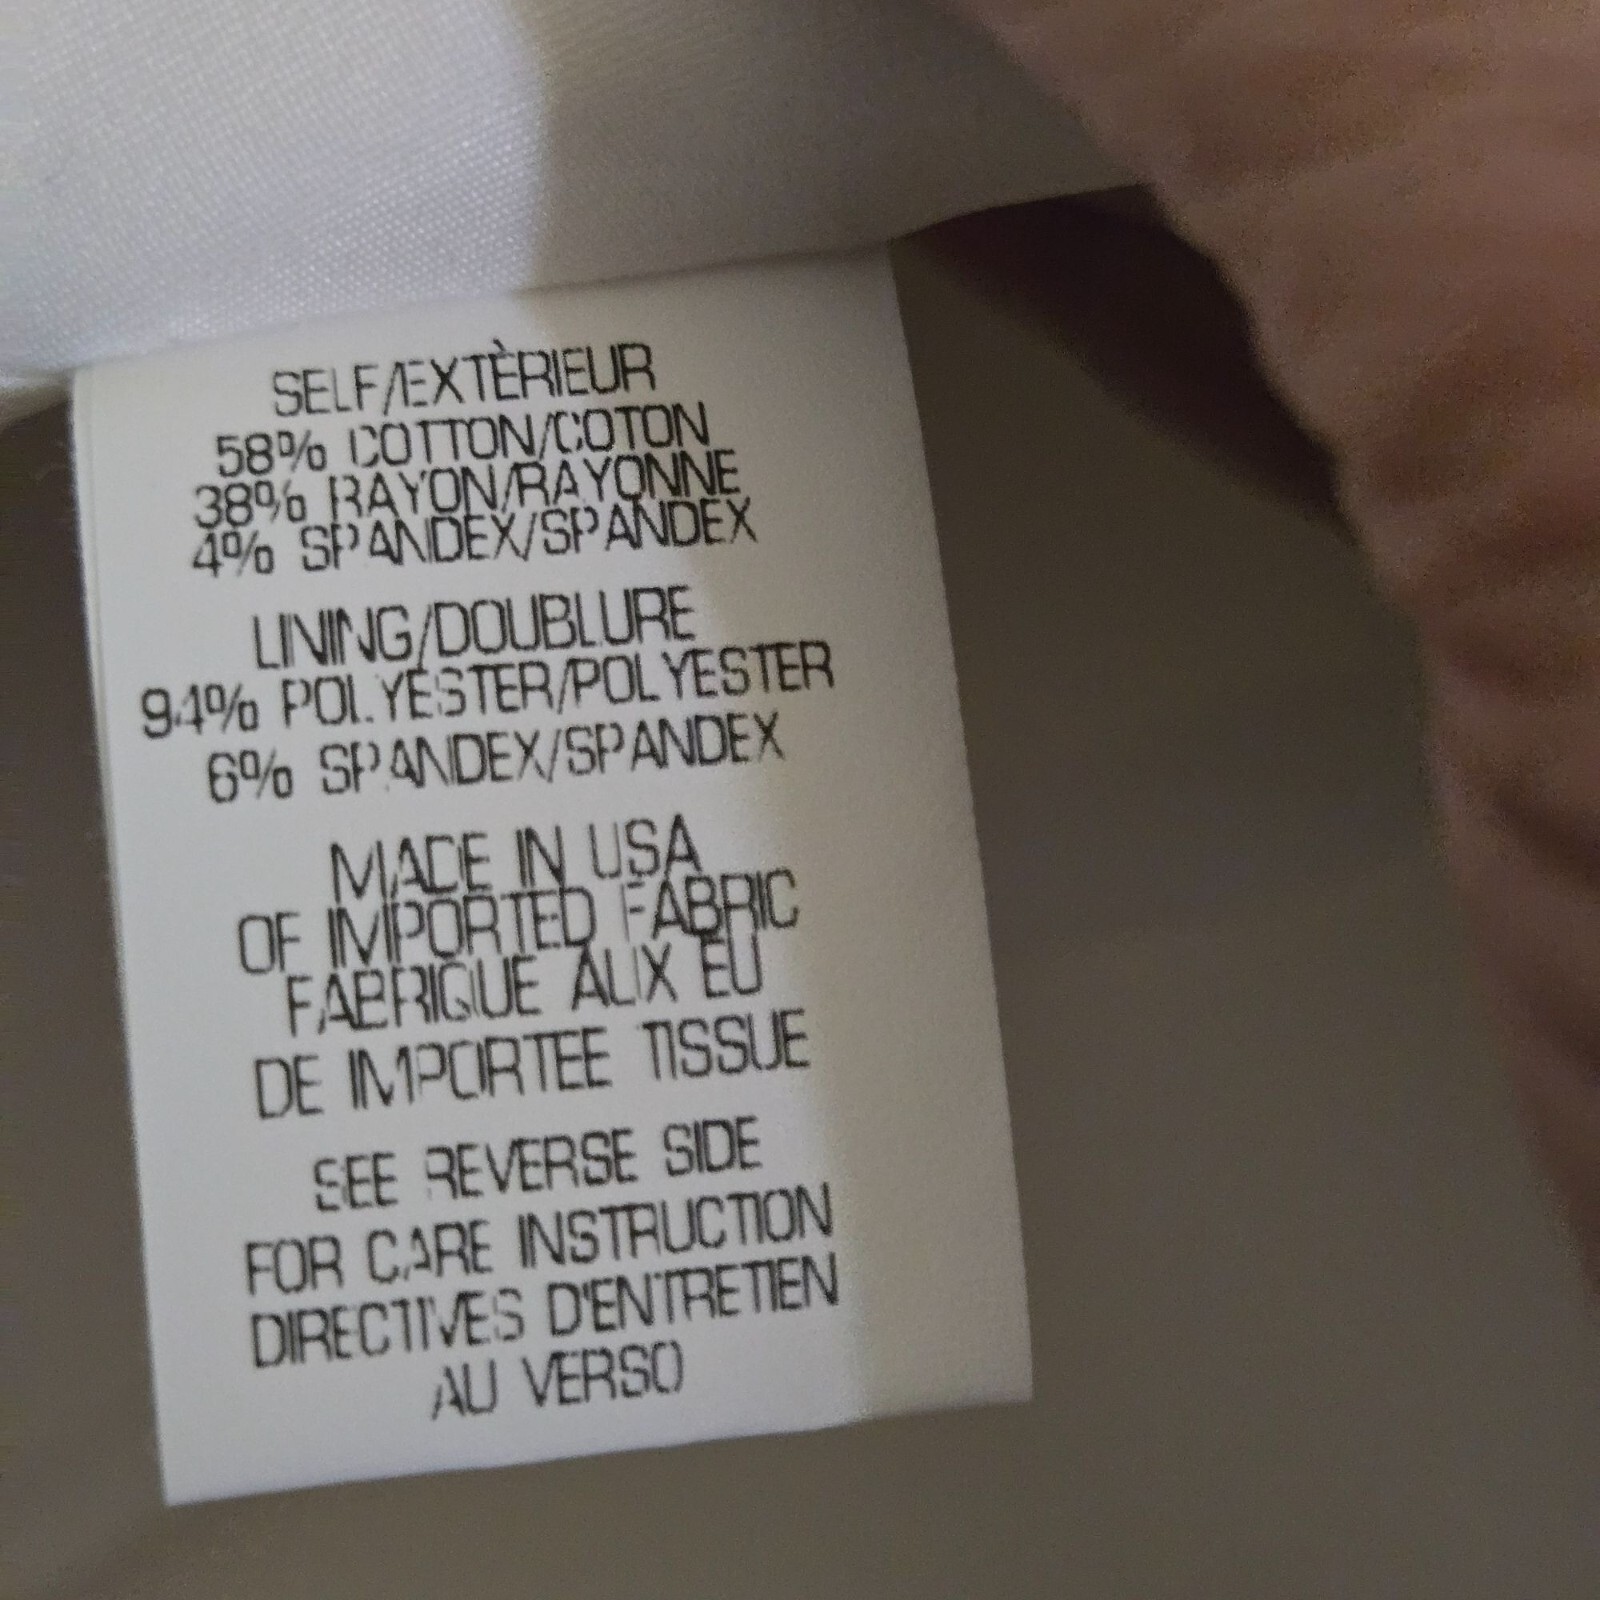 SELF/EXTÈRIEUR
58% COTTON/COTON
38% RAYON/RAYONNE
4% SPANDEX/SPANDEX
LINING/DOUBLURE
94% POLYESTER/POLYESTER
6% SPANDEX/SPANDEX
MADE IN USA
OF IMPORTED FABRIC
FABRIQUE AUX EU
DE IMPORTEE TISSUE
SEE REVERSE SIDE
FOR CARE INSTRUCTION
DIRECTIVES D'ENTRETIEN
AU VERSO